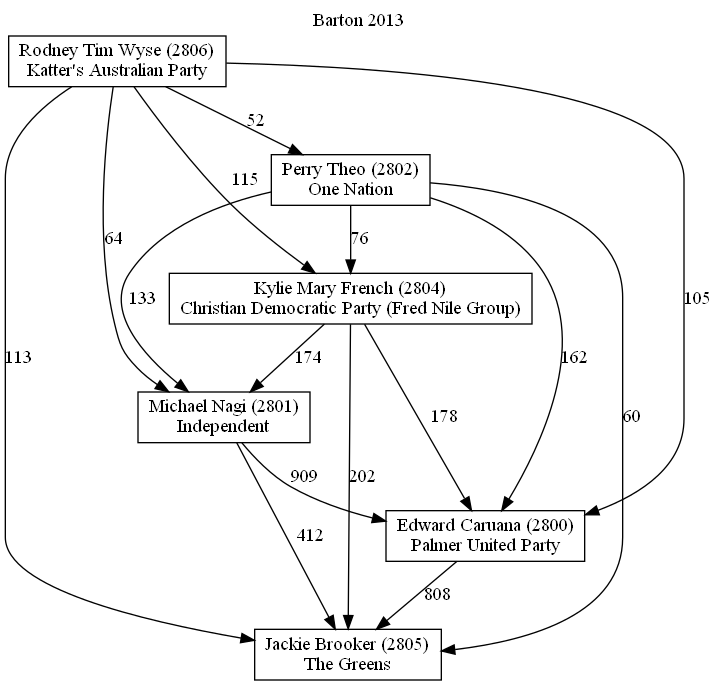 Barton 2013
Rodney Tim Wyse (2806)
Katter's Australian Party
52
Perry Theo (2802)
One Nation
115
64
76
Kylie Mary French (2804)
Christian Democratic Party (Fred Nile Group)
133
105
113
174
162
Michael Nagi (2801)
Independent
178
60
909
202
Edward Caruana (2800)
Palmer United Party
412
808
Jackie Brooker (2805)
The Greens